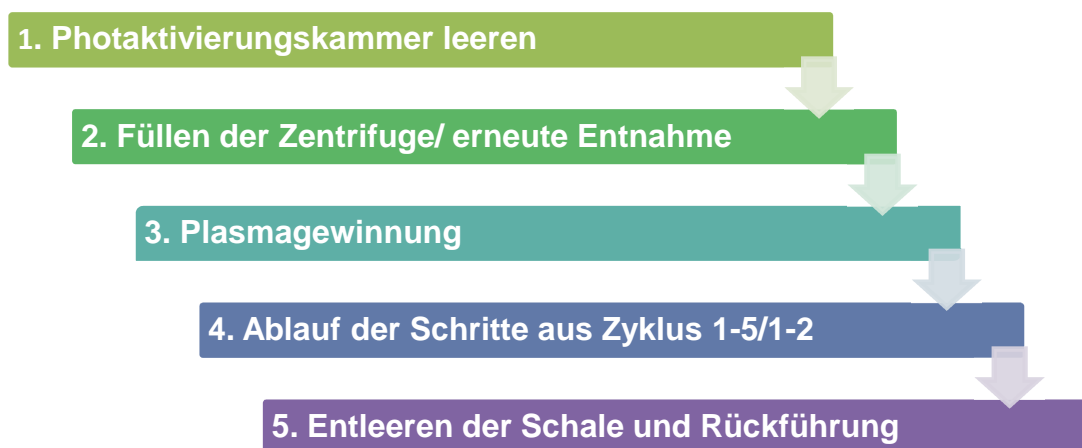 1. Photaktivierungskammer leeren
2. Füllen der Zentrifuge/ erneute Entnahme
3. Plasmagewinnung
4. Ablauf der Schritte aus Zyklus 1-5/1-2
5. Entleeren der Schale und Rückführung